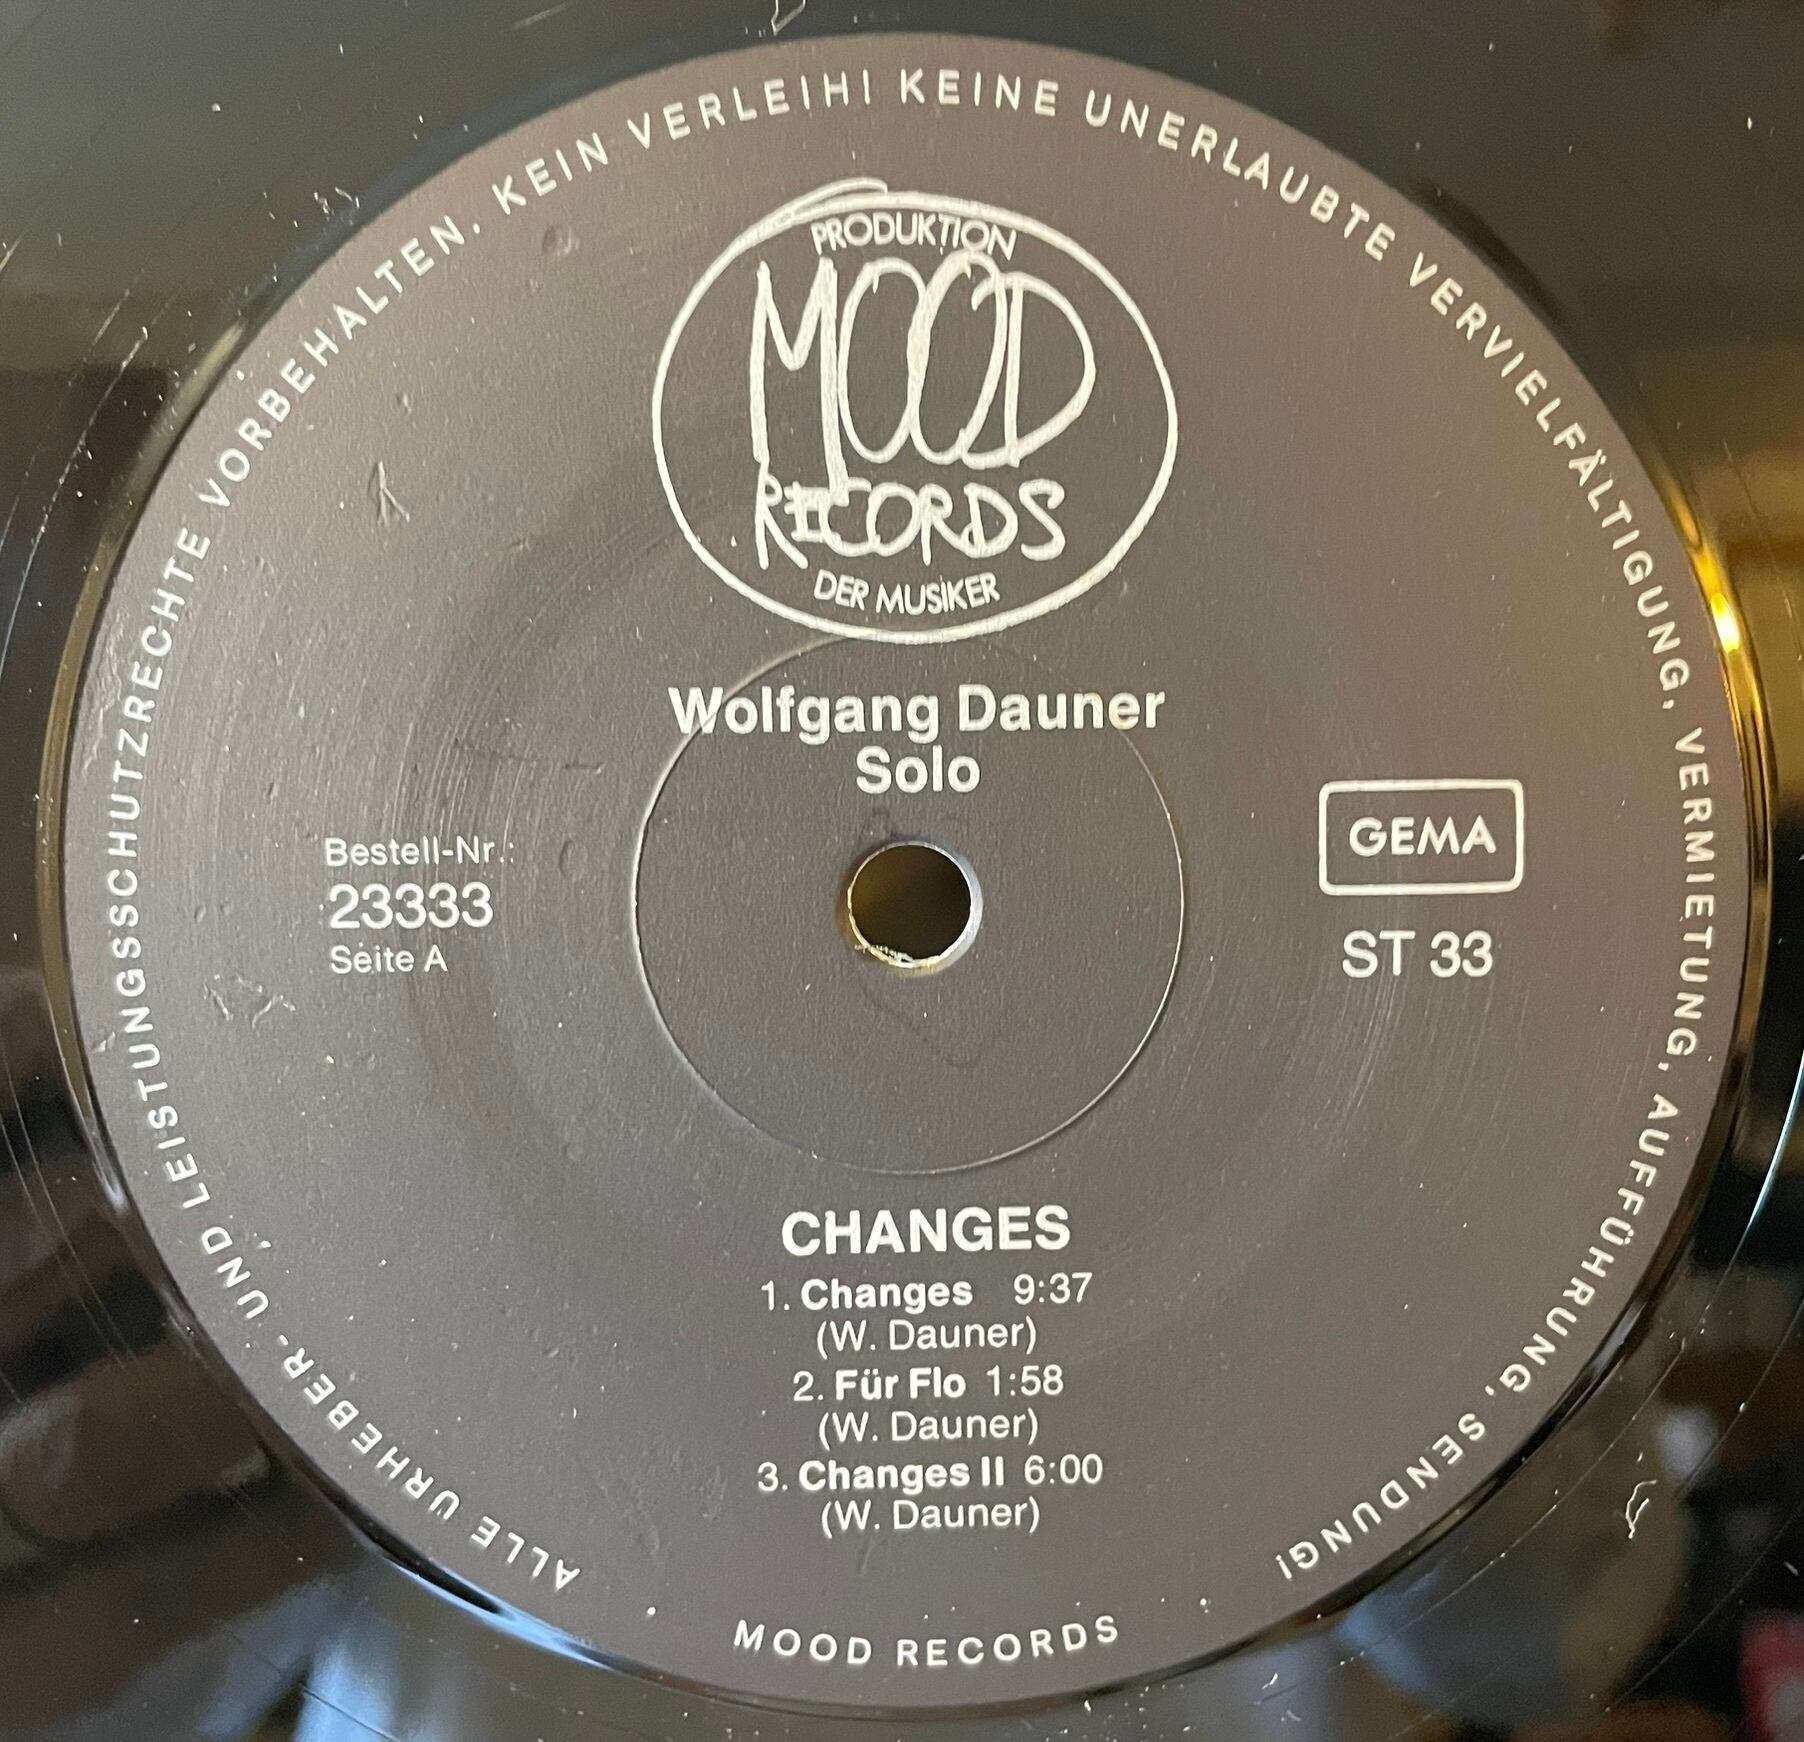 ALLE URHEBER- UND LEISTUNGSSCHUTZRECHTE VORBEHALTEN. KEIN VERLEIH! KEINE UNERLAUBTE VERVIELFÄLTIGUNG, VERMIETUNG, AUFFÜHRUNG, SENDUNG!
PRODUKTION
MOOD
RECORDS
DER MUSIKER
Wolfgang Dauner
Solo
Bestell-Nr.:
23333
Seite A
GEMA
ST 33
CHANGES
1. Changes 9:37
(W. Dauner)
2. Für Flo 1:58
(W. Dauner)
3. Changes II 6:00
(W. Dauner)
· MOOD RECORDS ·